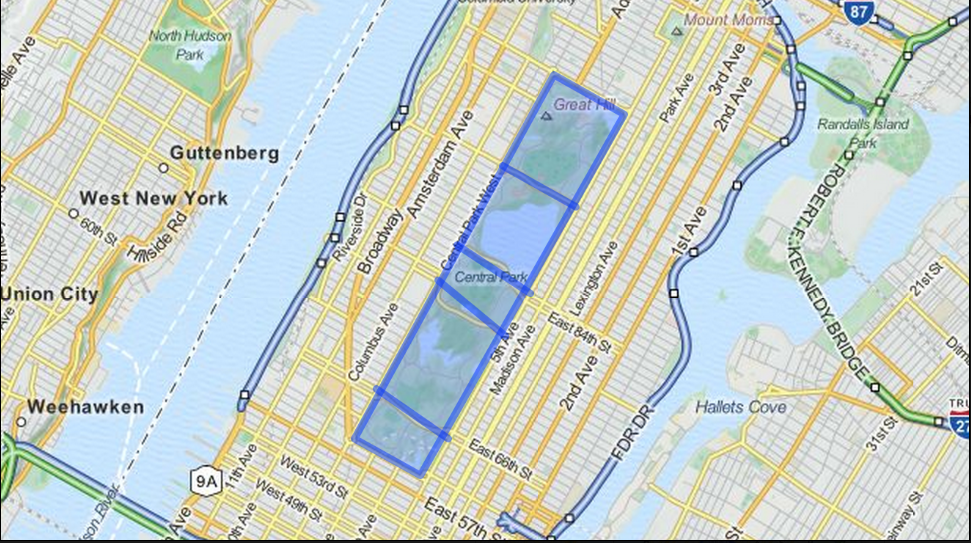 Columbia University
87
Mount Morris
North Hudson
Park
3rd Ave
Park Ave
2nd Ave
Great Hill
Randalls Island
Park
Guttenberg
Amsterdam Ave
West New York
60th St
Hillside Rd
Riverside Dr
Broadway
Central Park West
1st Ave
ROBERT F KENNEDY BRIDGE
Union City
Central Park
Lexington Ave
21st St
Columbus Ave
5th Ave
Madison Ave
East 84th St
2nd Ave
Weehawken
Hallets Cove
FDR DR
31st St
TRI
27
East 66th St
9A
11th Ave
West 53rd St
West 49th St
East 57th St
Ave
Ave